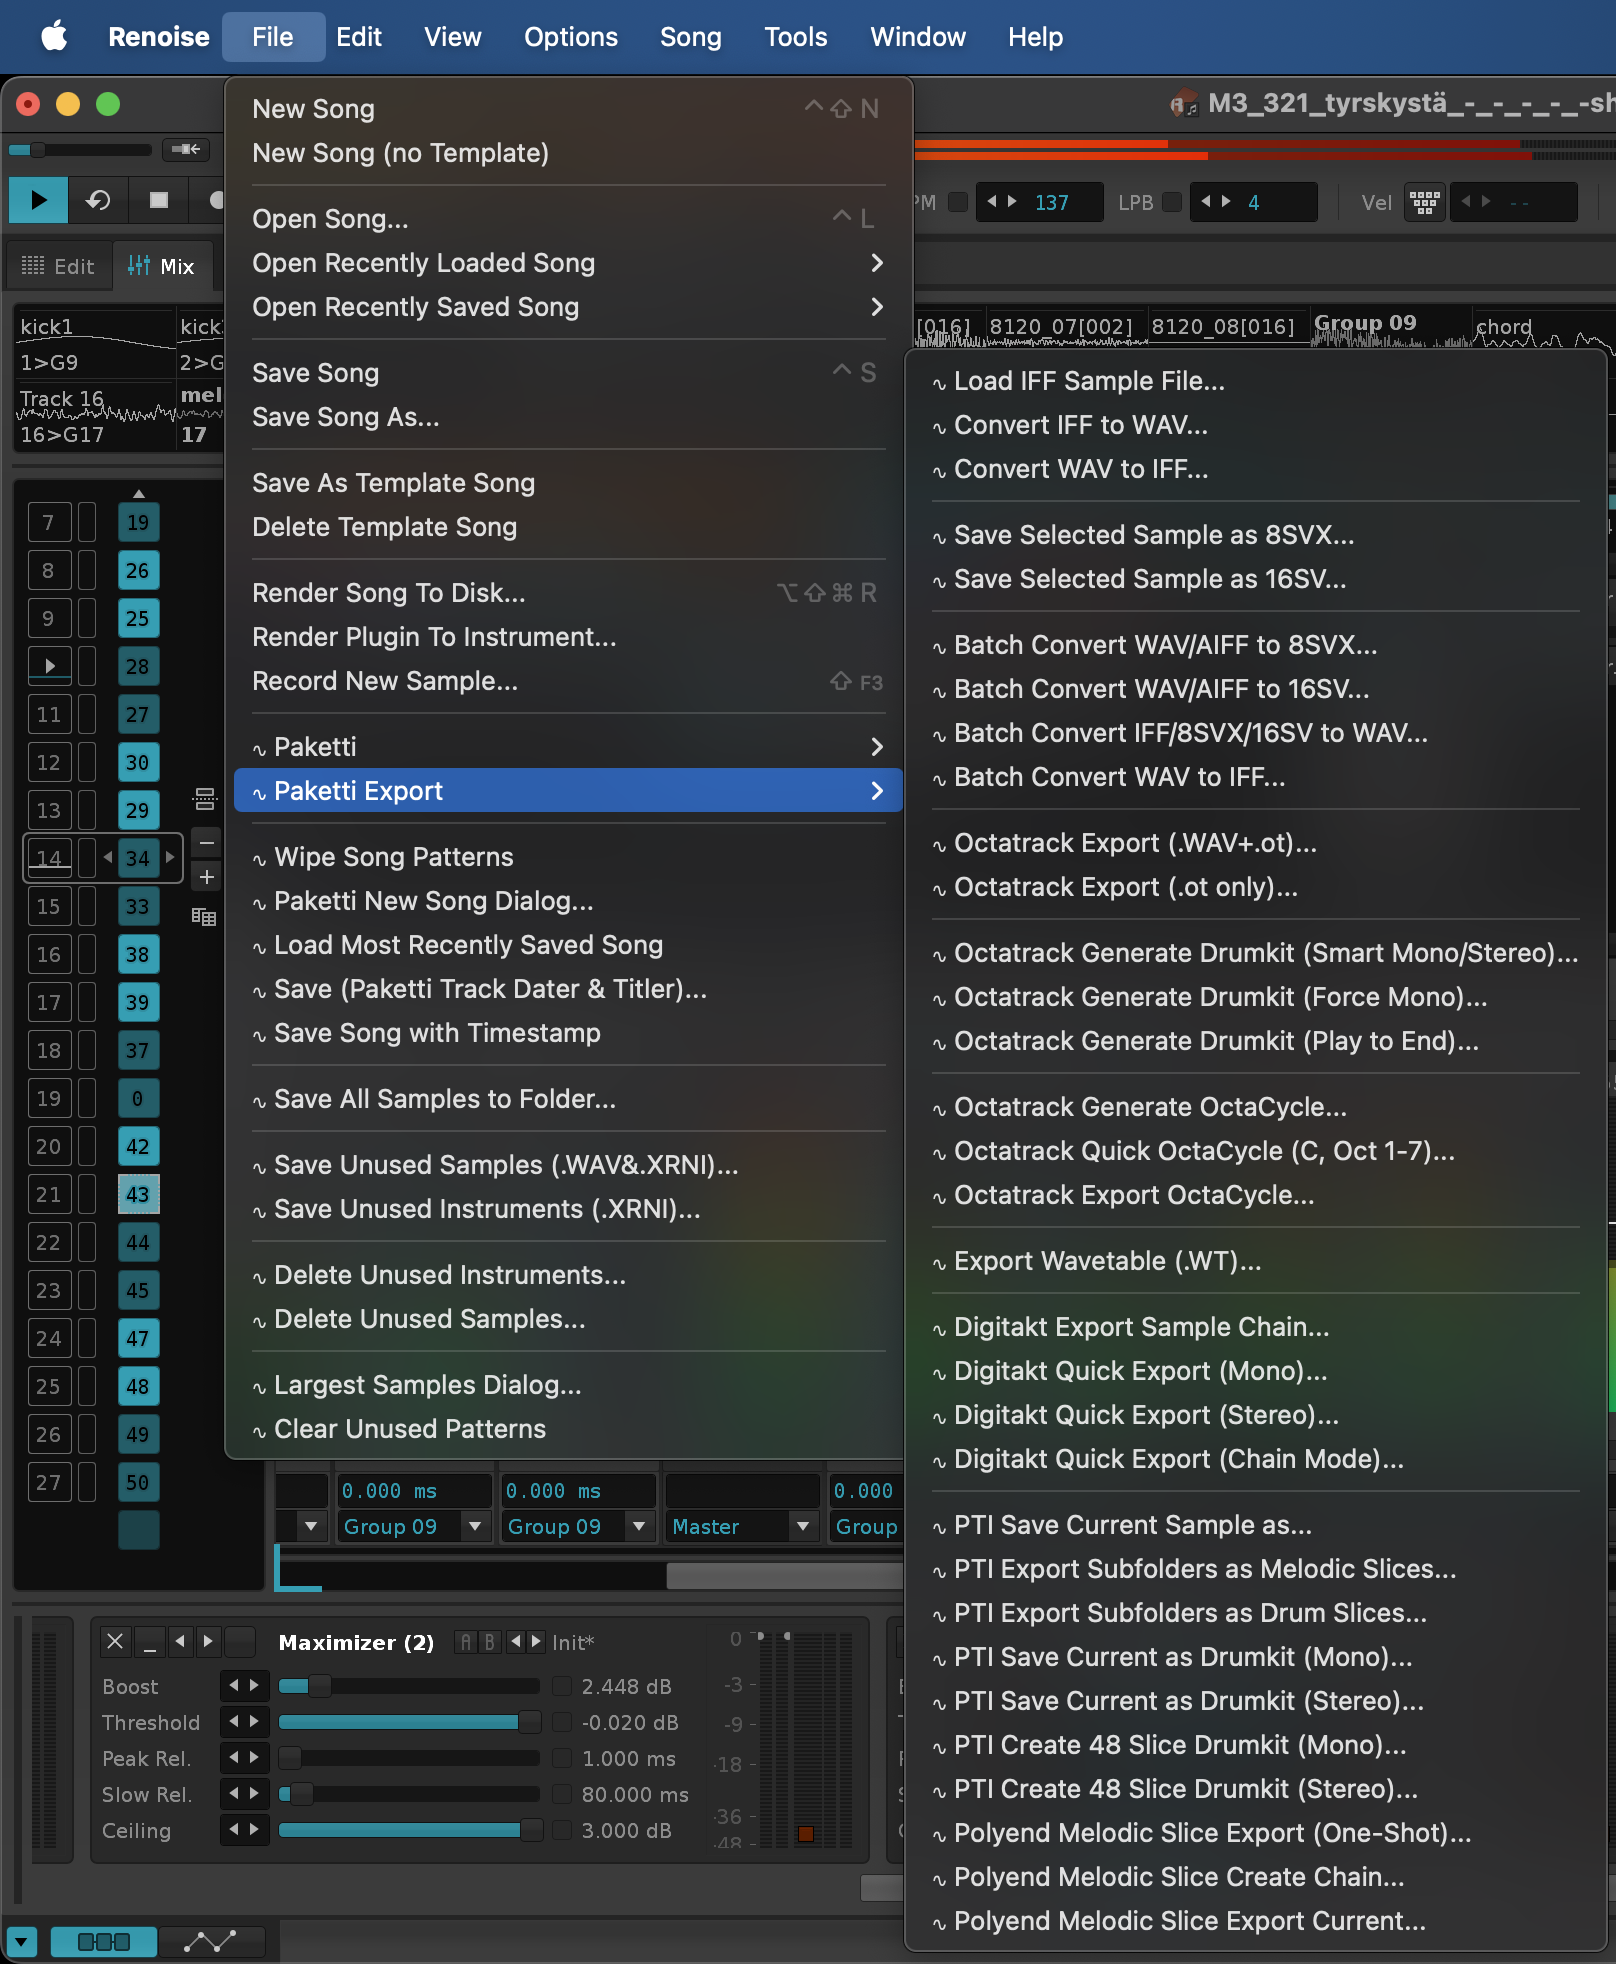 Renoise File Edit View Options Song Tools Window Help
M3_321_tyrskystä_-_-_-_-_-sh
New Song ^⇧N
New Song (no Template)
Open Song... ^L
Open Recently Loaded Song
Open Recently Saved Song
Save Song ^S
Save Song As...
Save As Template Song
Delete Template Song
Render Song To Disk... ⌥⇧⌘R
Render Plugin To Instrument...
Record New Sample... ⇧F3
Paketti
Paketti Export
Wipe Song Patterns
Paketti New Song Dialog...
Load Most Recently Saved Song
Save (Paketti Track Dater & Titler)...
Save Song with Timestamp
Save All Samples to Folder...
Save Unused Samples (.WAV&.XRNI)...
Save Unused Instruments (.XRNI)...
Delete Unused Instruments...
Delete Unused Samples...
Largest Samples Dialog...
Clear Unused Patterns
PM 137 LPB 4 Vel --
Edit Mix
kick1 kick
1>G9 2>G
Track 16 mel
16>G17 17
[016] 8120_07[002] 8120_08[016] Group 09 chord
Load IFF Sample File...
Convert IFF to WAV...
Convert WAV to IFF...
Save Selected Sample as 8SVX...
Save Selected Sample as 16SV...
Batch Convert WAV/AIFF to 8SVX...
Batch Convert WAV/AIFF to 16SV...
Batch Convert IFF/8SVX/16SV to WAV...
Batch Convert WAV to IFF...
Octatrack Export (.WAV+.ot)...
Octatrack Export (.ot only)...
Octatrack Generate Drumkit (Smart Mono/Stereo)...
Octatrack Generate Drumkit (Force Mono)...
Octatrack Generate Drumkit (Play to End)...
Octatrack Generate OctaCycle...
Octatrack Quick OctaCycle (C, Oct 1-7)...
Octatrack Export OctaCycle...
Export Wavetable (.WT)...
Digitakt Export Sample Chain...
Digitakt Quick Export (Mono)...
Digitakt Quick Export (Stereo)...
Digitakt Quick Export (Chain Mode)...
PTI Save Current Sample as...
PTI Export Subfolders as Melodic Slices...
PTI Export Subfolders as Drum Slices...
PTI Save Current as Drumkit (Mono)...
PTI Save Current as Drumkit (Stereo)...
PTI Create 48 Slice Drumkit (Mono)...
PTI Create 48 Slice Drumkit (Stereo)...
Polyend Melodic Slice Export (One-Shot)...
Polyend Melodic Slice Create Chain...
Polyend Melodic Slice Export Current...
7 19
8 26
9 25
28
11 27
12 30
13 29
14 34
15 33
16 38
17 39
18 37
19 0
20 42
21 43
22 44
23 45
24 47
25 48
26 49
27 50
0.000 ms 0.000 ms 0.000
Group 09 Group 09 Master Group
Maximizer (2) A B Init*
Boost 2.448 dB
Threshold -0.020 dB
Peak Rel. 1.000 ms
Slow Rel. 80.000 ms
Ceiling 3.000 dB
0
-3
-9
-18
-36
-48